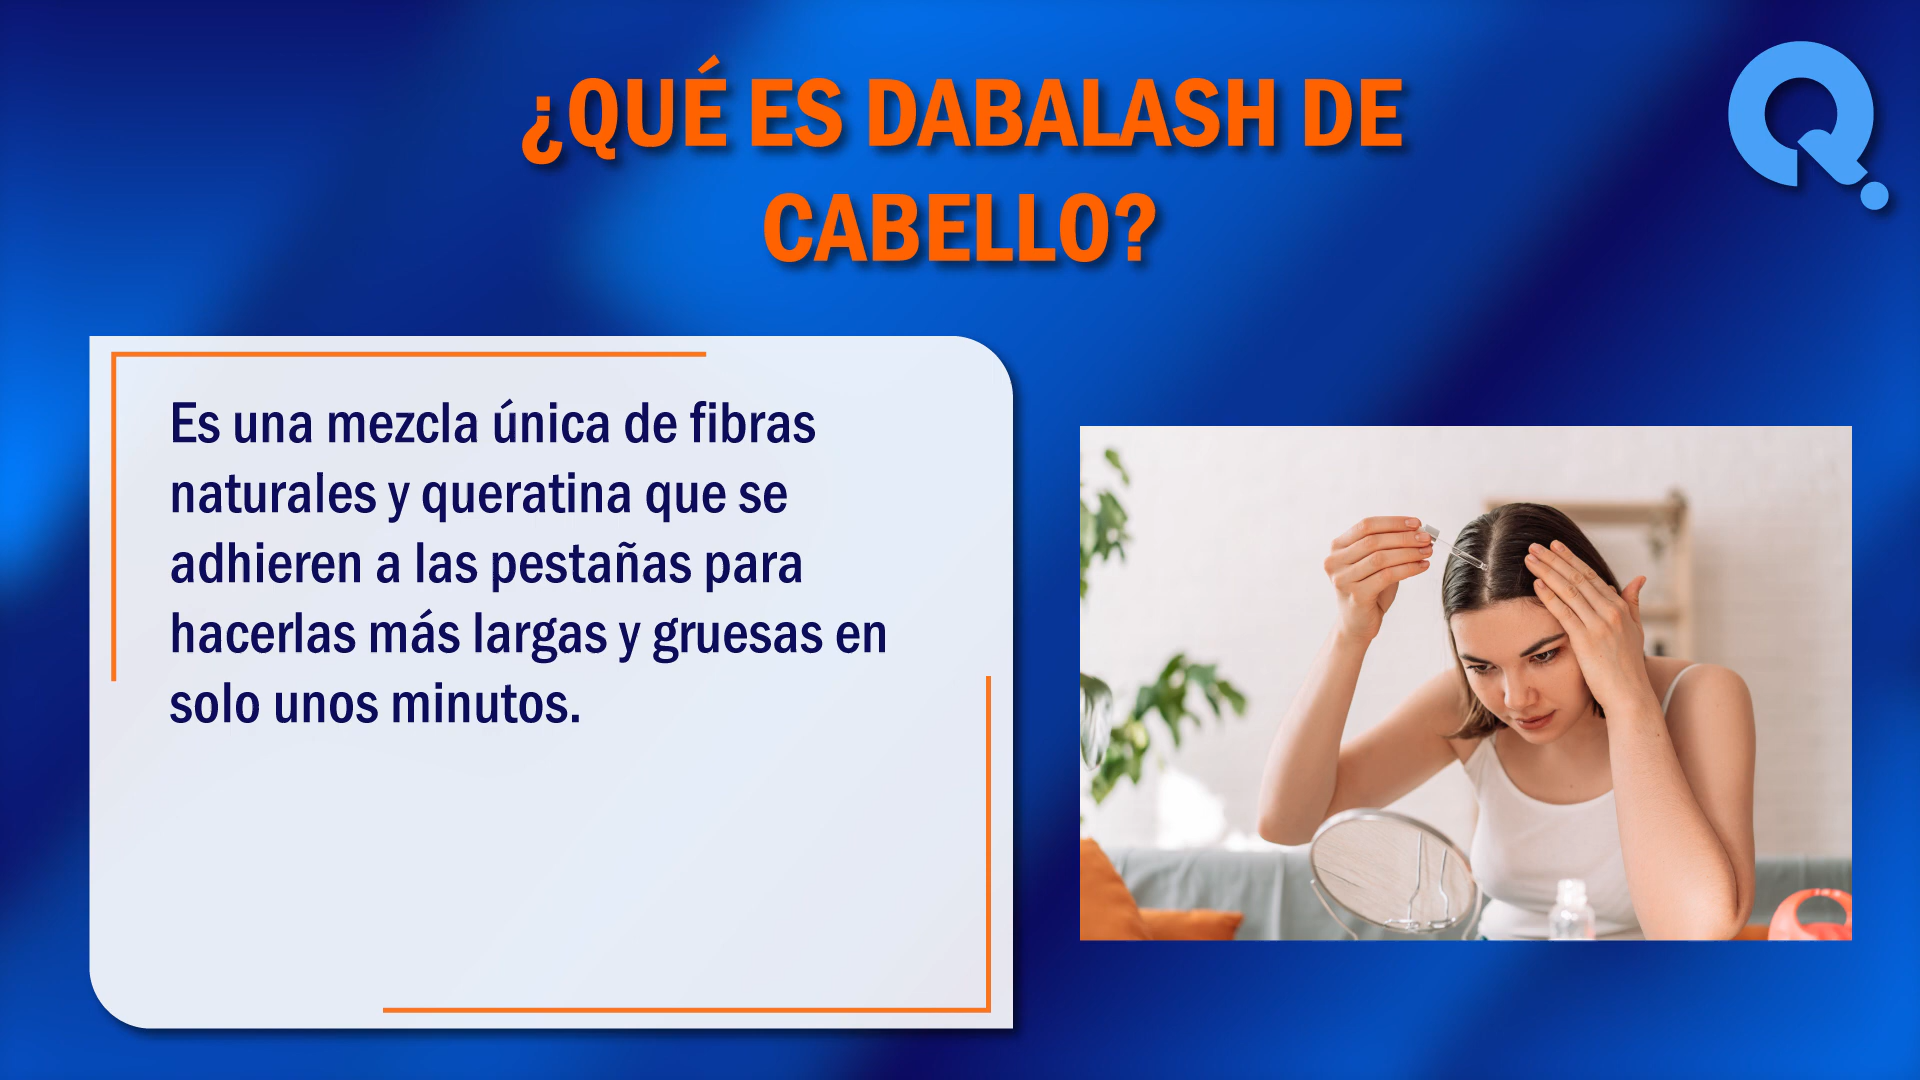 ¿QUÉ ES DABALASH DE
CABELLO?
Es una mezcla única de fibras
naturales y queratina que se
adhieren a las pestañas para
hacerlas más largas y gruesas en
solo unos minutos.